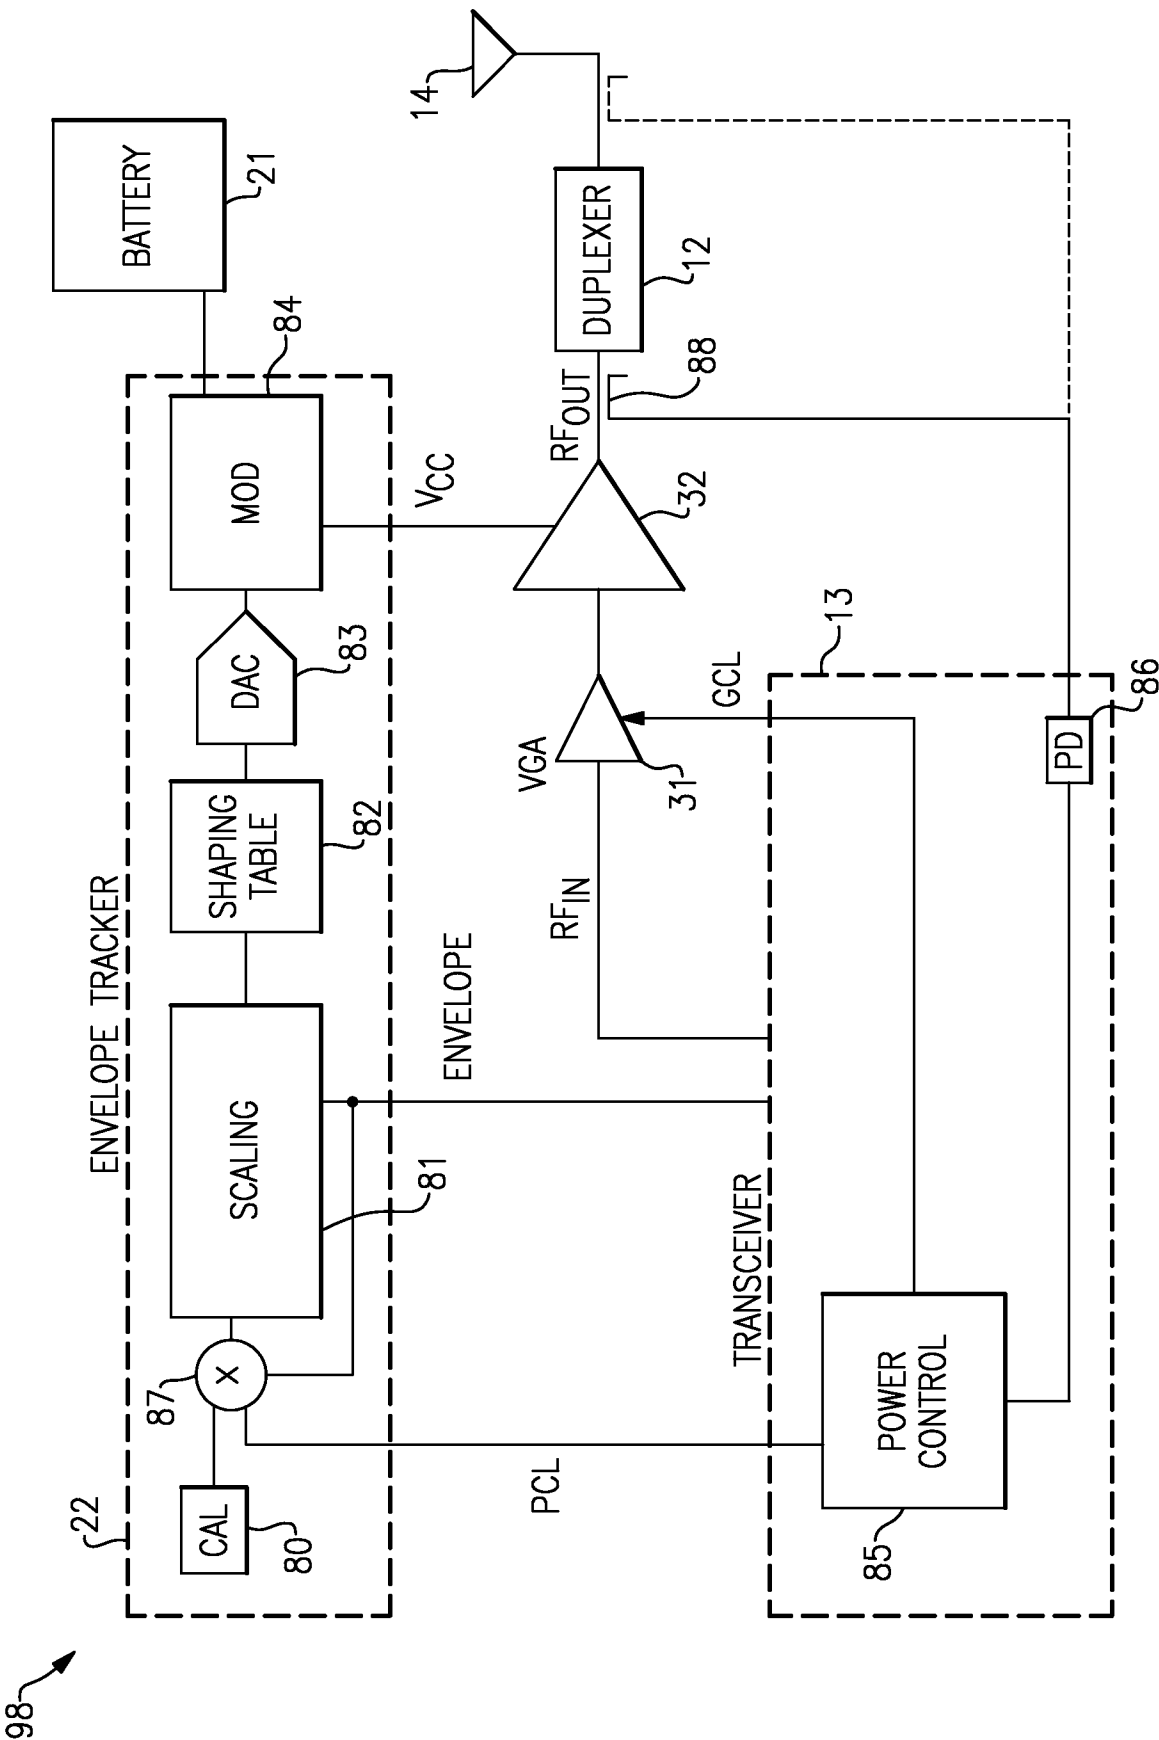 98
22
ENVELOPE TRACKER
CAL
80
87
X
SCALING
81
SHAPING
TABLE
82
DAC
83
MOD
84
BATTERY
21
PCL
ENVELOPE
VCC
RFIN
VGA
31
GCL
32
RFOUT
88
DUPLEXER
12
14
TRANSCEIVER
13
POWER
CONTROL
85
PD
86